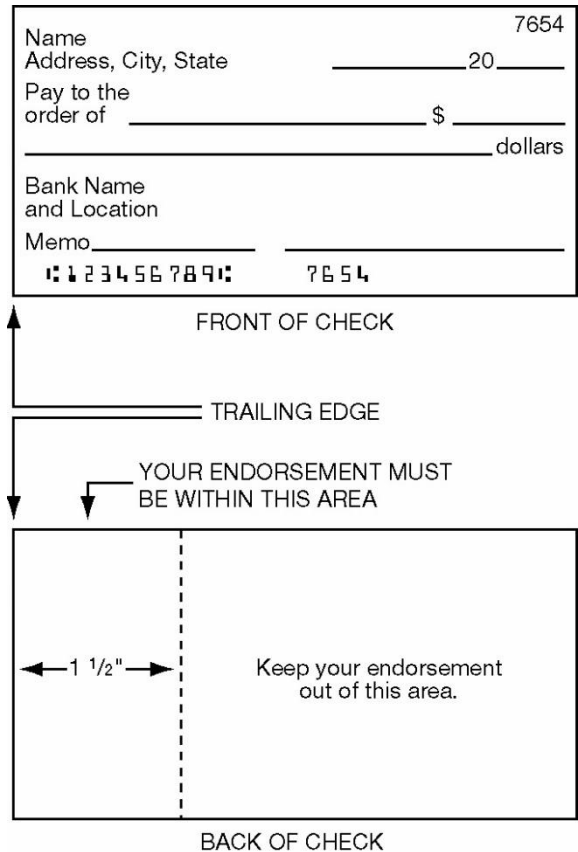 7654
Name
Address, City, State 20
Pay to the
order of $
dollars
Bank Name
and Location
Memo
⑆123456789⑆ 7654
FRONT OF CHECK
TRAILING EDGE
YOUR ENDORSEMENT MUST
BE WITHIN THIS AREA
1 1/2"
Keep your endorsement
out of this area.
BACK OF CHECK